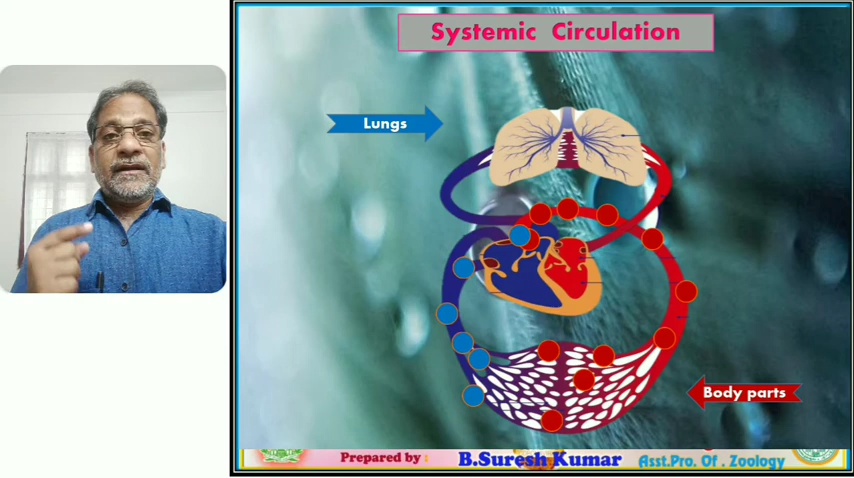 Systemic Circulation
Lungs
Body parts
Prepared by : B.Suresh Kumar Asst.Pro. Of . Zoology